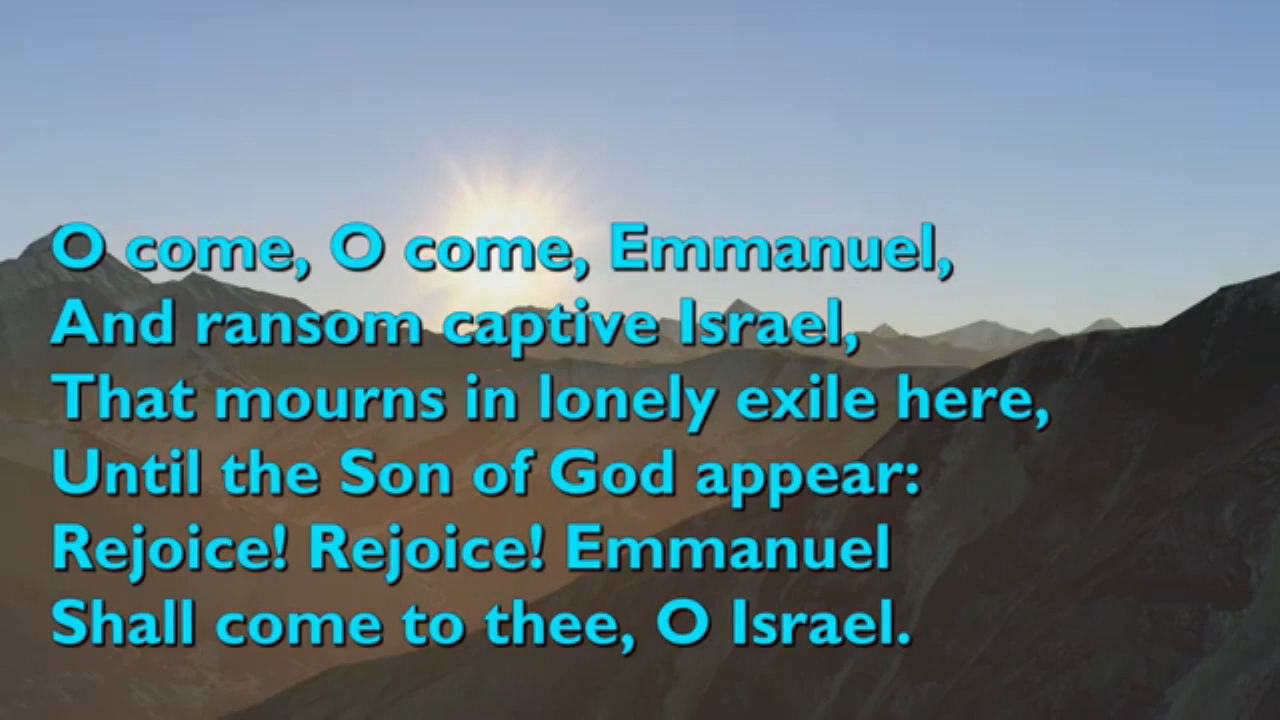 O come, O come, Emmanuel,
And ransom captive Israel,
That mourns in lonely exile here,
Until the Son of God appear:
Rejoice! Rejoice! Emmanuel
Shall come to thee, O Israel.